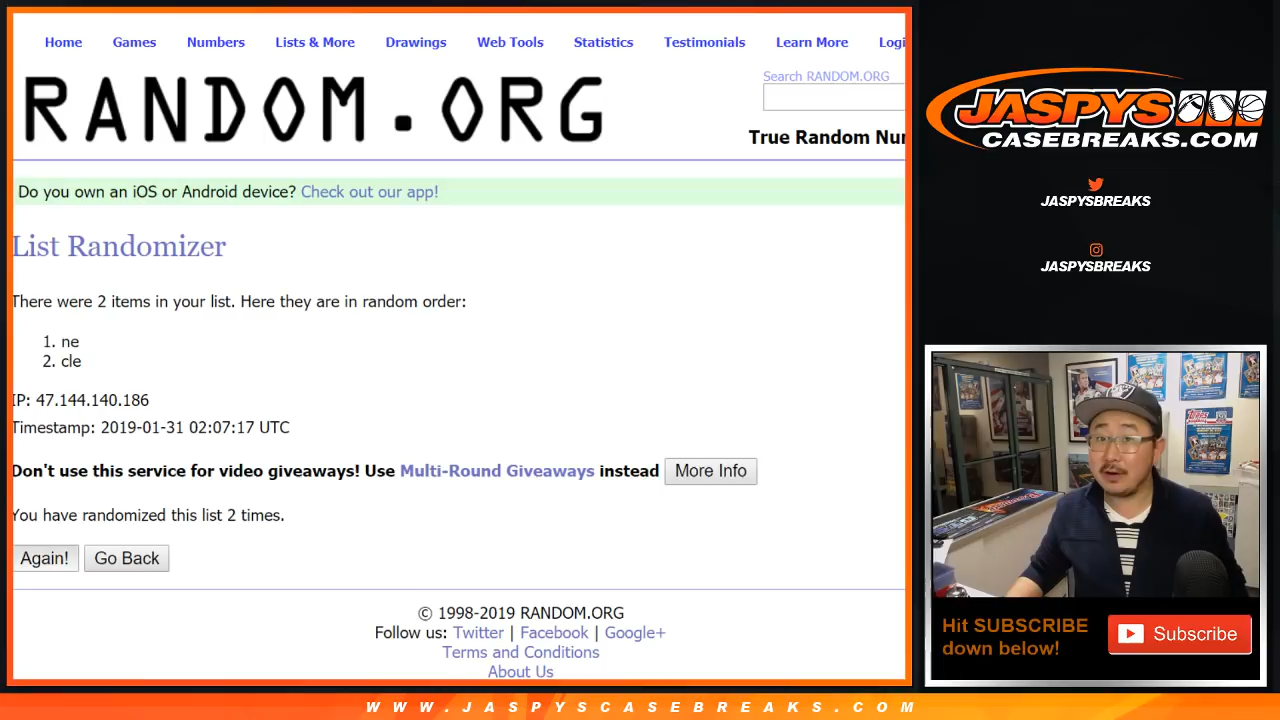 Home Games Numbers Lists & More Drawings Web Tools Statistics Testimonials Learn More Logi
RANDOM.ORG
Search RANDOM.ORG
True Random Nu
Do you own an iOS or Android device? Check out our app!
List Randomizer
There were 2 items in your list. Here they are in random order:
1. ne
2. cle
IP: 47.144.140.186
Timestamp: 2019-01-31 02:07:17 UTC
Don't use this service for video giveaways! Use Multi-Round Giveaways instead More Info
You have randomized this list 2 times.
Again! Go Back
© 1998-2019 RANDOM.ORG
Follow us: Twitter | Facebook | Google+
Terms and Conditions
About Us
JASPYS
CASEBREAKS.COM
JASPYSBREAKS
JASPYSBREAKS
Topps
Hit SUBSCRIBE
down below!
Subscribe
WWW.JASPYSCASEBREAKS.COM